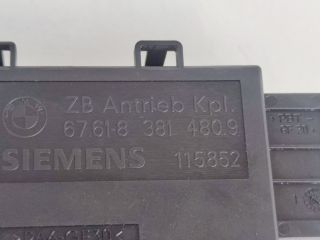 ZB Antrieb Kpl.
67.61-8 381 480.9
SIEMENS 115852